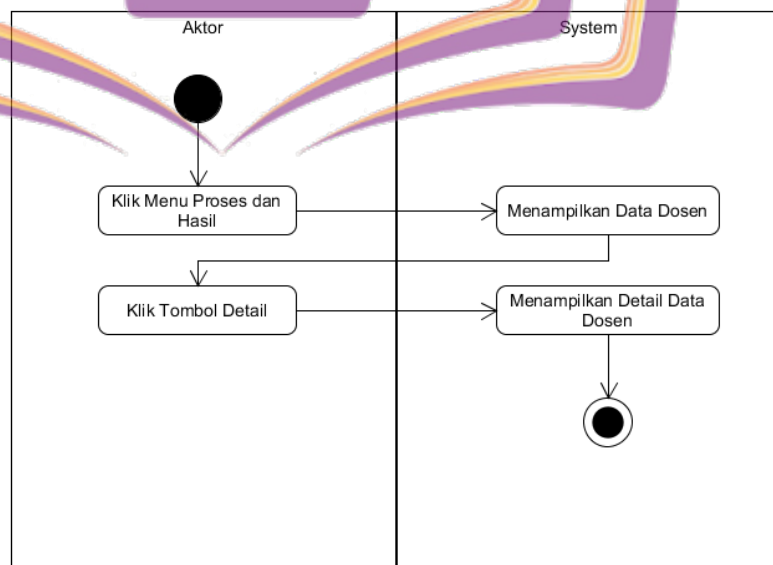 Aktor
System
Klik Menu Proses dan
Hasil
Menampilkan Data Dosen
Klik Tombol Detail
Menampilkan Detail Data
Dosen